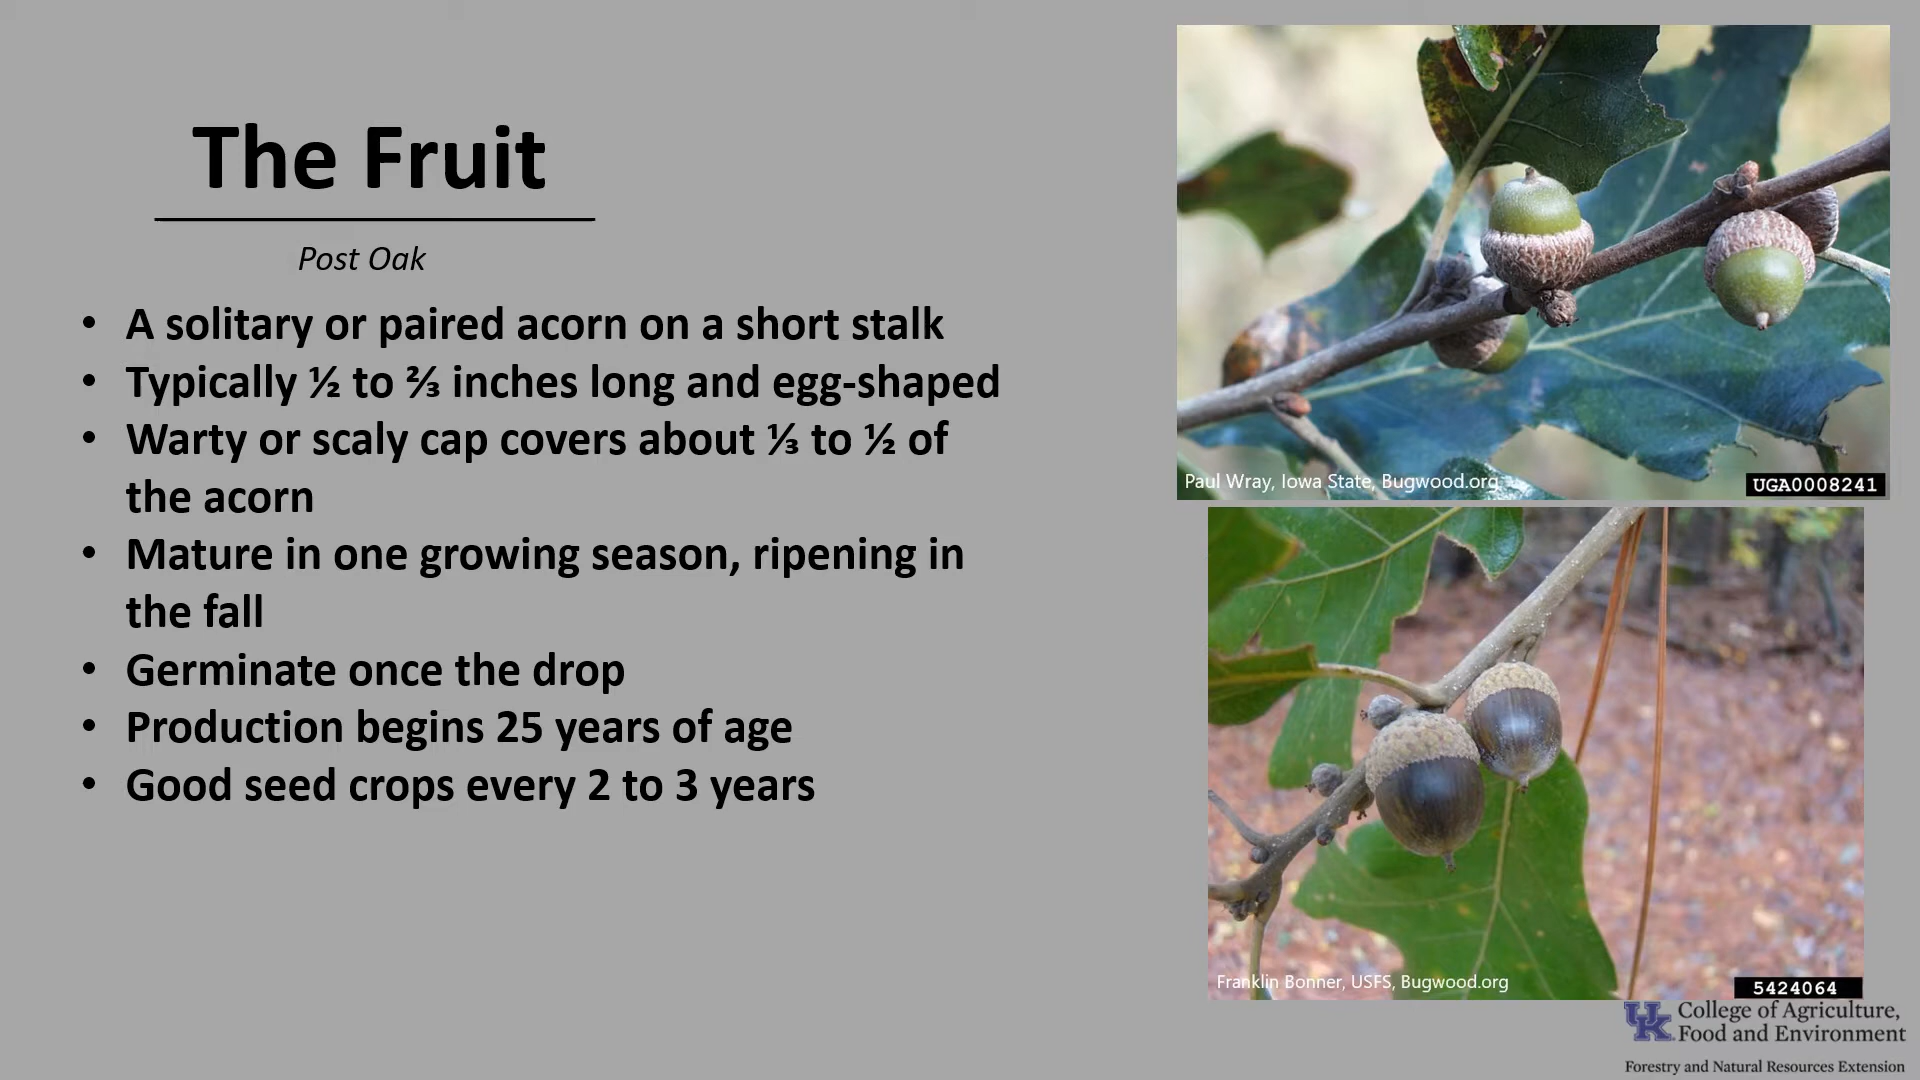 The Fruit
Post Oak
• A solitary or paired acorn on a short stalk
• Typically ½ to ⅔ inches long and egg-shaped
• Warty or scaly cap covers about ⅓ to ½ of
the acorn
• Mature in one growing season, ripening in
the fall
• Germinate once the drop
• Production begins 25 years of age
• Good seed crops every 2 to 3 years
Paul Wray, Iowa State, Bugwood.org
UGA0008241
Franklin Bonner, USFS, Bugwood.org
5424064
UK College of Agriculture,
Food and Environment
Forestry and Natural Resources Extension